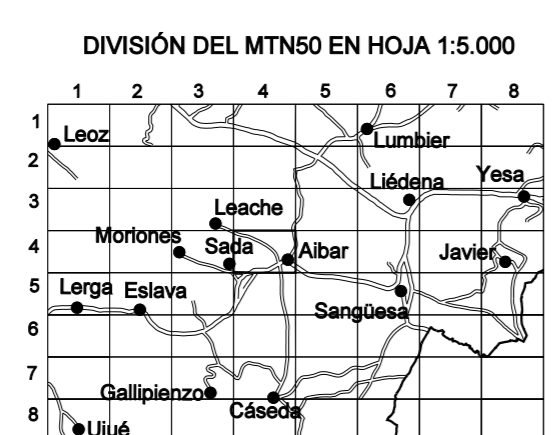 DIVISIÓN DEL MTN50 EN HOJA 1:5.000
1 2 3 4 5 6 7 8
1
Leoz
Lumbier
2
Liédena
Yesa
3
Leache
Moriones
Sada
Aibar
Javier
4
5
Lerga
Eslava
Sangüesa
6
7
Gallipienzo
Cáseda
8
Ujué